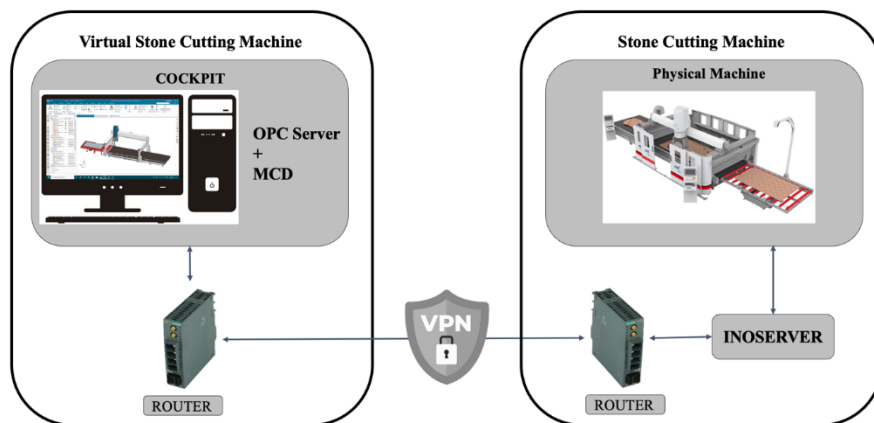 Virtual Stone Cutting Machine
COCKPIT
OPC Server
+
MCD
ROUTER
VPN
Stone Cutting Machine
Physical Machine
INOSERVER
ROUTER